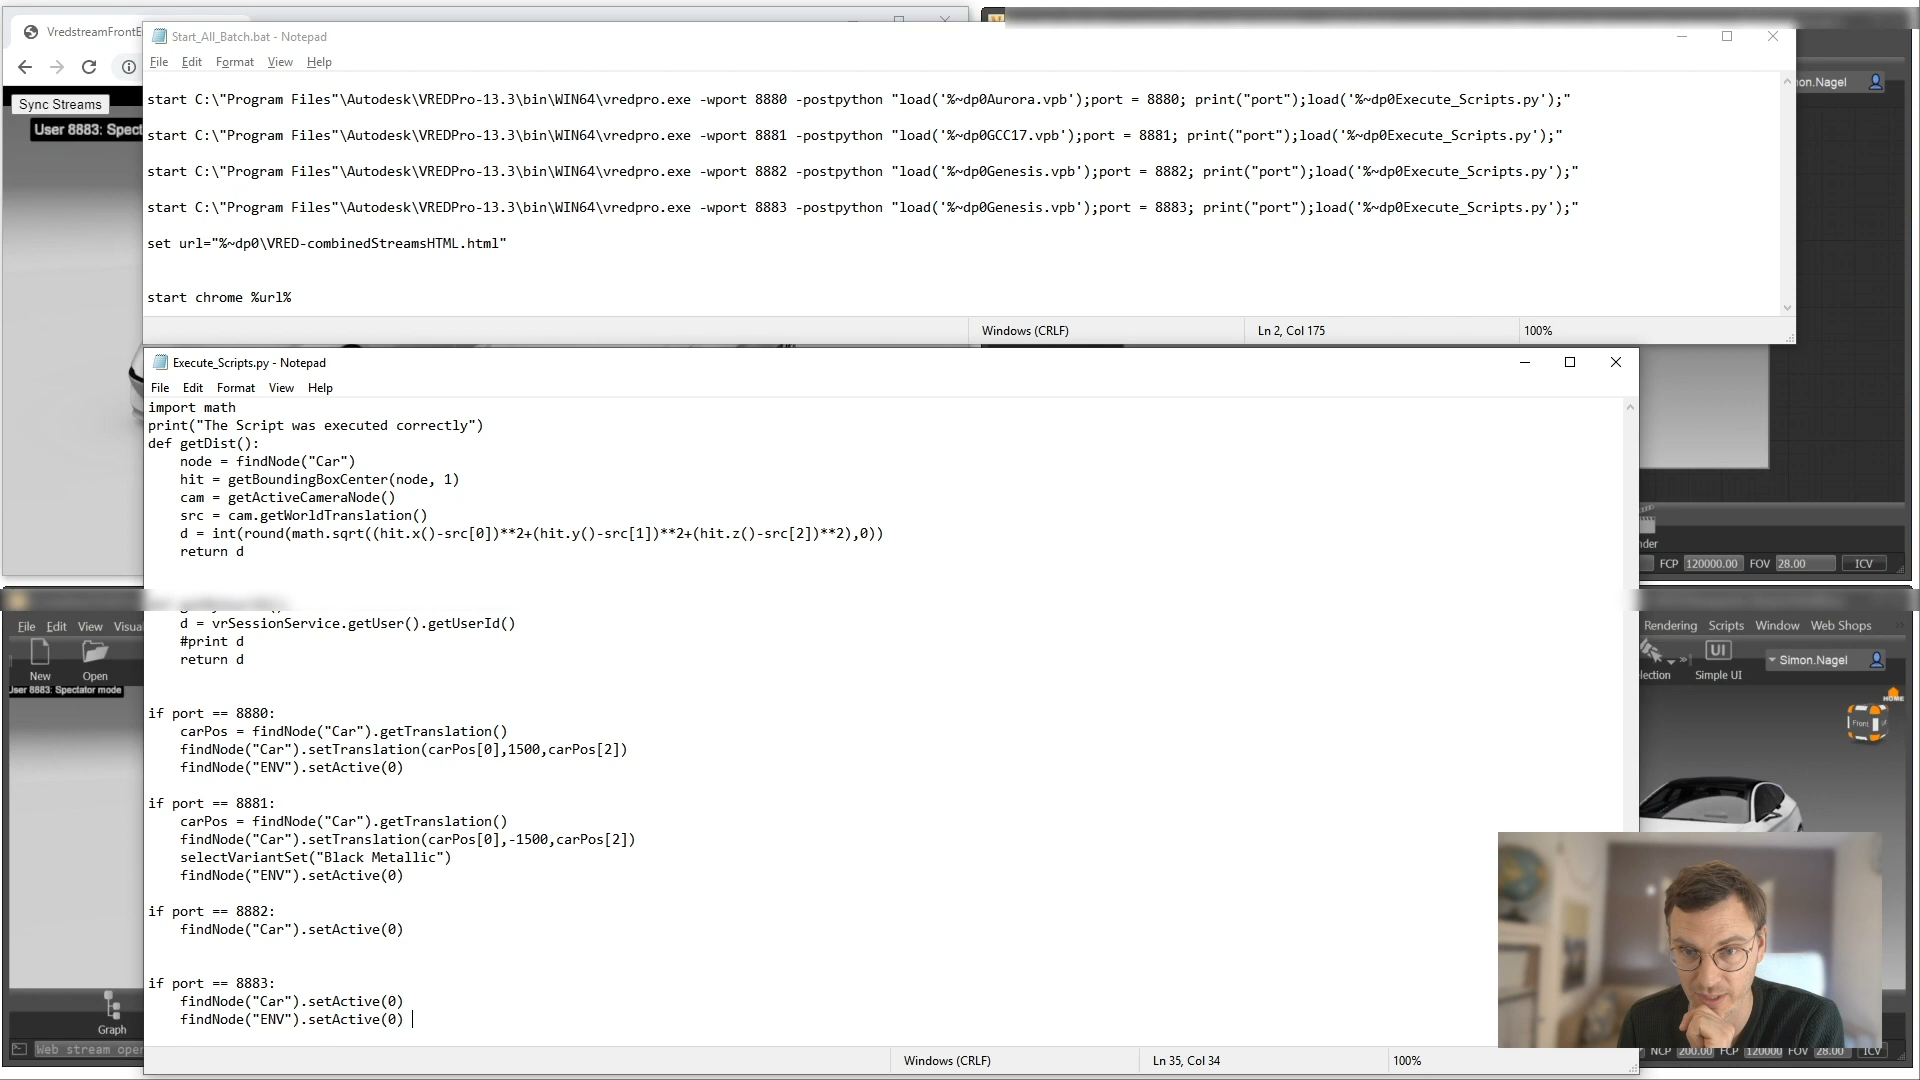 VredstreamFrontE
Sync Streams
User 8883: Spect
Start_All_Batch.bat - Notepad
File Edit Format View Help
start C:\"Program Files"\Autodesk\VREDPro-13.3\bin\WIN64\vredpro.exe -wport 8880 -postpython "load('%~dp0Aurora.vpb');port = 8880; print("port");load('%~dp0Execute_Scripts.py');"
start C:\"Program Files"\Autodesk\VREDPro-13.3\bin\WIN64\vredpro.exe -wport 8881 -postpython "load('%~dp0GCC17.vpb');port = 8881; print("port");load('%~dp0Execute_Scripts.py');"
start C:\"Program Files"\Autodesk\VREDPro-13.3\bin\WIN64\vredpro.exe -wport 8882 -postpython "load('%~dp0Genesis.vpb');port = 8882; print("port");load('%~dp0Execute_Scripts.py');"
start C:\"Program Files"\Autodesk\VREDPro-13.3\bin\WIN64\vredpro.exe -wport 8883 -postpython "load('%~dp0Genesis.vpb');port = 8883; print("port");load('%~dp0Execute_Scripts.py');"
set url="%~dp0\VRED-combinedStreamsHTML.html"
start chrome %url%
Windows (CRLF) Ln 2, Col 175 100%
on.Nagel
Execute_Scripts.py - Notepad
File Edit Format View Help
import math
print("The Script was executed correctly")
def getDist():
    node = findNode("Car")
    hit = getBoundingBoxCenter(node, 1)
    cam = getActiveCameraNode()
    src = cam.getWorldTranslation()
    d = int(round(math.sqrt((hit.x()-src[0])**2+(hit.y()-src[1])**2+(hit.z()-src[2])**2),0))
    return d
    d = vrSessionService.getUser().getUserId()
    #print d
    return d
if port == 8880:
    carPos = findNode("Car").getTranslation()
    findNode("Car").setTranslation(carPos[0],1500,carPos[2])
    findNode("ENV").setActive(0)
if port == 8881:
    carPos = findNode("Car").getTranslation()
    findNode("Car").setTranslation(carPos[0],-1500,carPos[2])
    selectVariantSet("Black Metallic")
    findNode("ENV").setActive(0)
if port == 8882:
    findNode("Car").setActive(0)
if port == 8883:
    findNode("Car").setActive(0)
    findNode("ENV").setActive(0)
Windows (CRLF) Ln 35, Col 34 100%
nder
FCP 120000.00 FOV 28.00 ICV
File Edit View Visua
New Open
User 8883: Spectator mode
Graph
Web stream oper
Rendering Scripts Window Web Shops
lection Simple UI Simon.Nagel
HOME
Front
NCP 200.00 FCP 120000 FOV 28.00 ICV